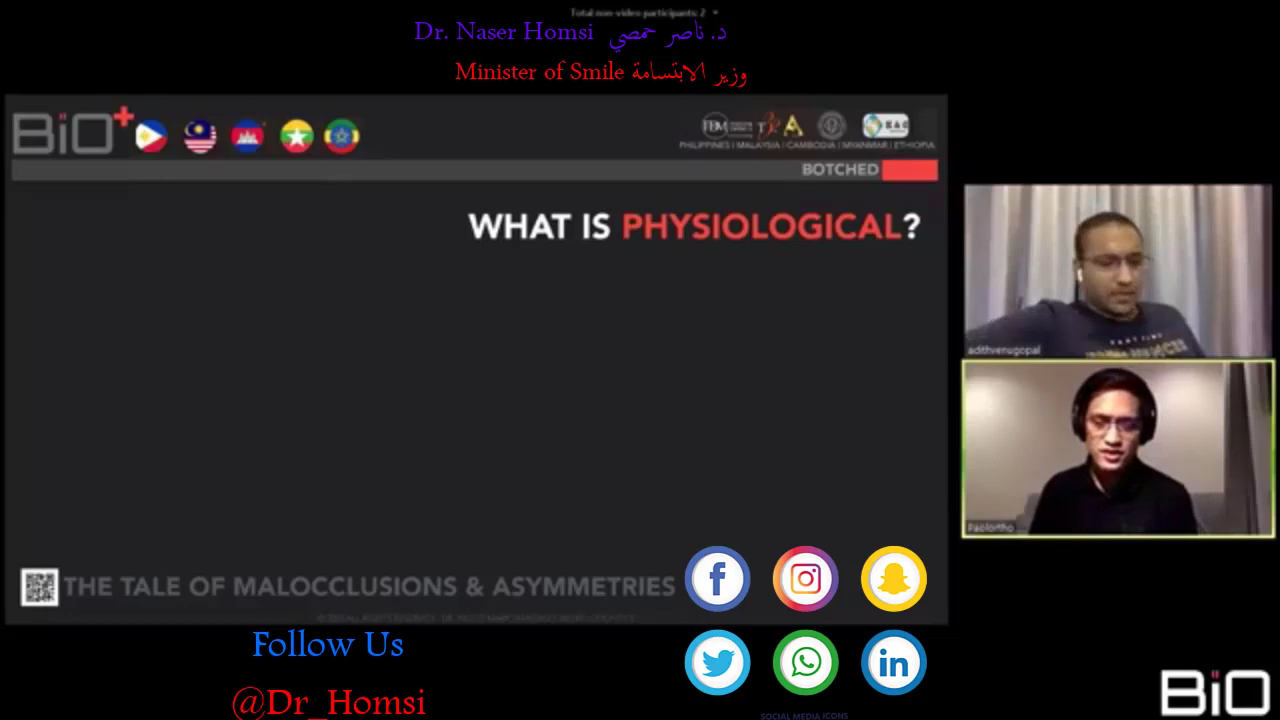 Total non-video participants: 2
Dr. Naser Homsi د. ناصر حمصي
Minister of Smile وزير الابتسامة
BiO+
PHILIPPINES | MALAYSIA | CAMBODIA | MYANMAR | ETHIOPIA
BOTCHED
WHAT IS PHYSIOLOGICAL?
adithvenugopal
Paolortho
THE TALE OF MALOCCLUSIONS & ASYMMETRIES
Follow Us
@Dr_Homsi
SOCIAL MEDIA ICONS
BiO